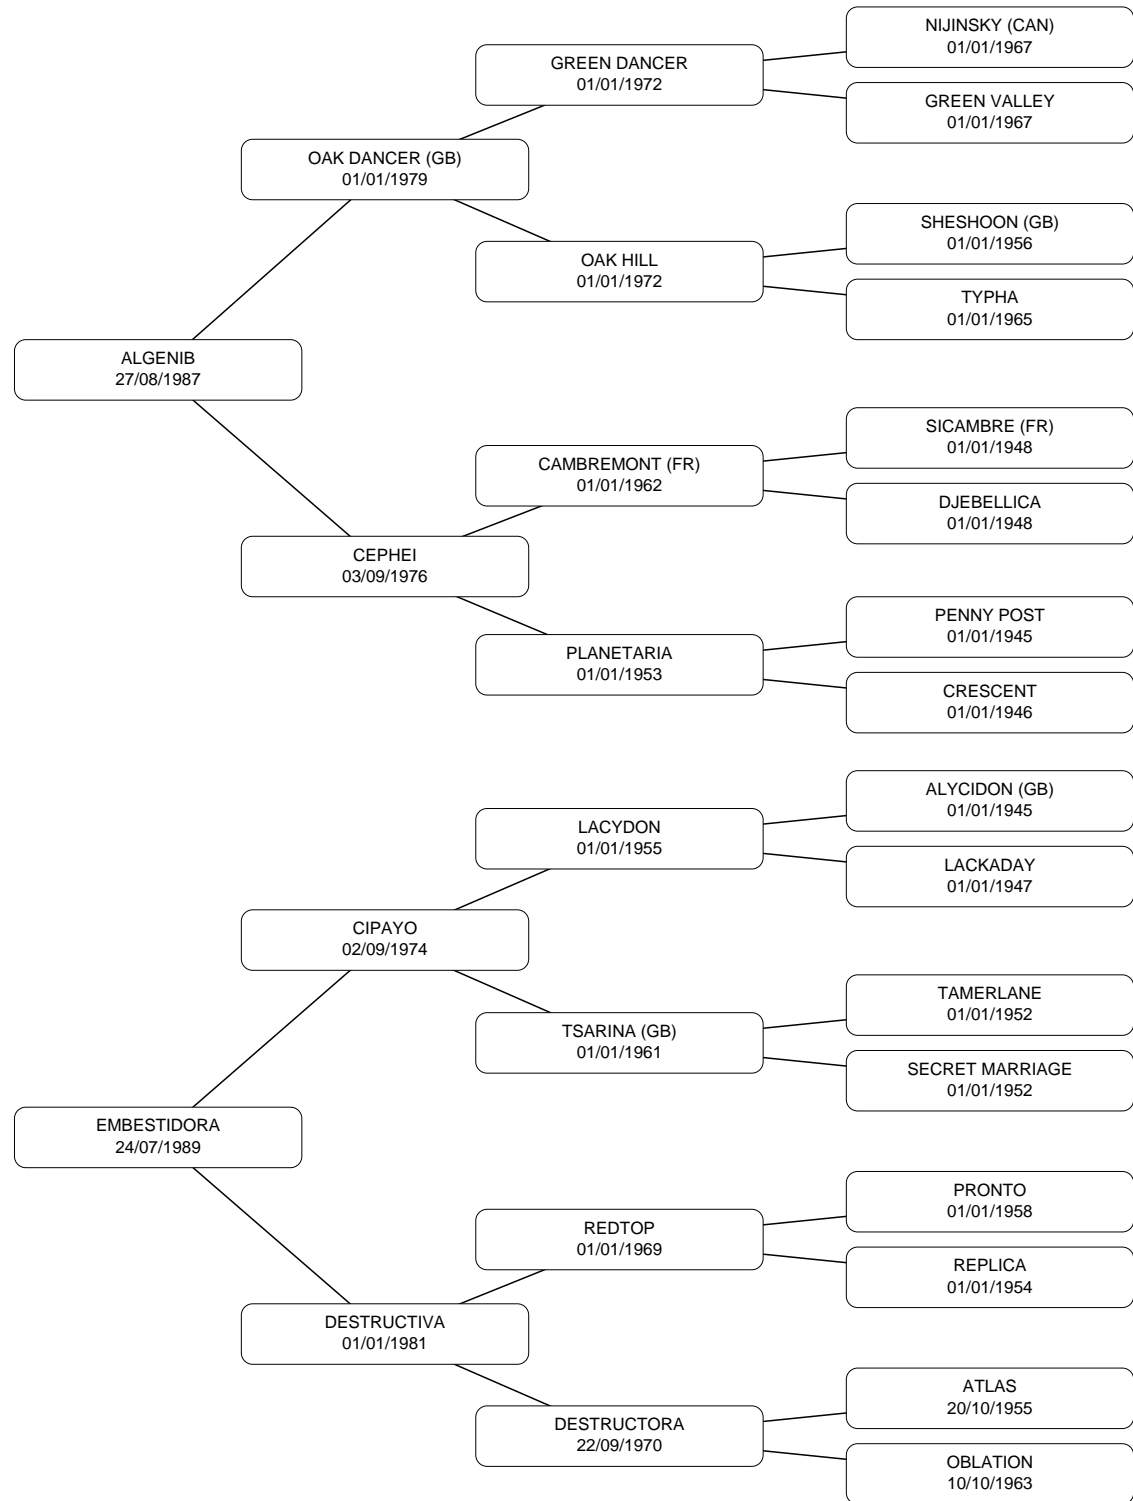 NIJINSKY (CAN)
01/01/1967
GREEN DANCER
01/01/1972
GREEN VALLEY
01/01/1967
OAK DANCER (GB)
01/01/1979
SHESHOON (GB)
01/01/1956
OAK HILL
01/01/1972
TYPHA
01/01/1965
ALGENIB
27/08/1987
SICAMBRE (FR)
01/01/1948
CAMBREMONT (FR)
01/01/1962
DJEBELLICA
01/01/1948
CEPHEI
03/09/1976
PENNY POST
01/01/1945
PLANETARIA
01/01/1953
CRESCENT
01/01/1946
ALYCIDON (GB)
01/01/1945
LACYDON
01/01/1955
LACKADAY
01/01/1947
CIPAYO
02/09/1974
TAMERLANE
01/01/1952
TSARINA (GB)
01/01/1961
SECRET MARRIAGE
01/01/1952
EMBESTIDORA
24/07/1989
PRONTO
01/01/1958
REDTOP
01/01/1969
REPLICA
01/01/1954
DESTRUCTIVA
01/01/1981
ATLAS
20/10/1955
DESTRUCTORA
22/09/1970
OBLATION
10/10/1963